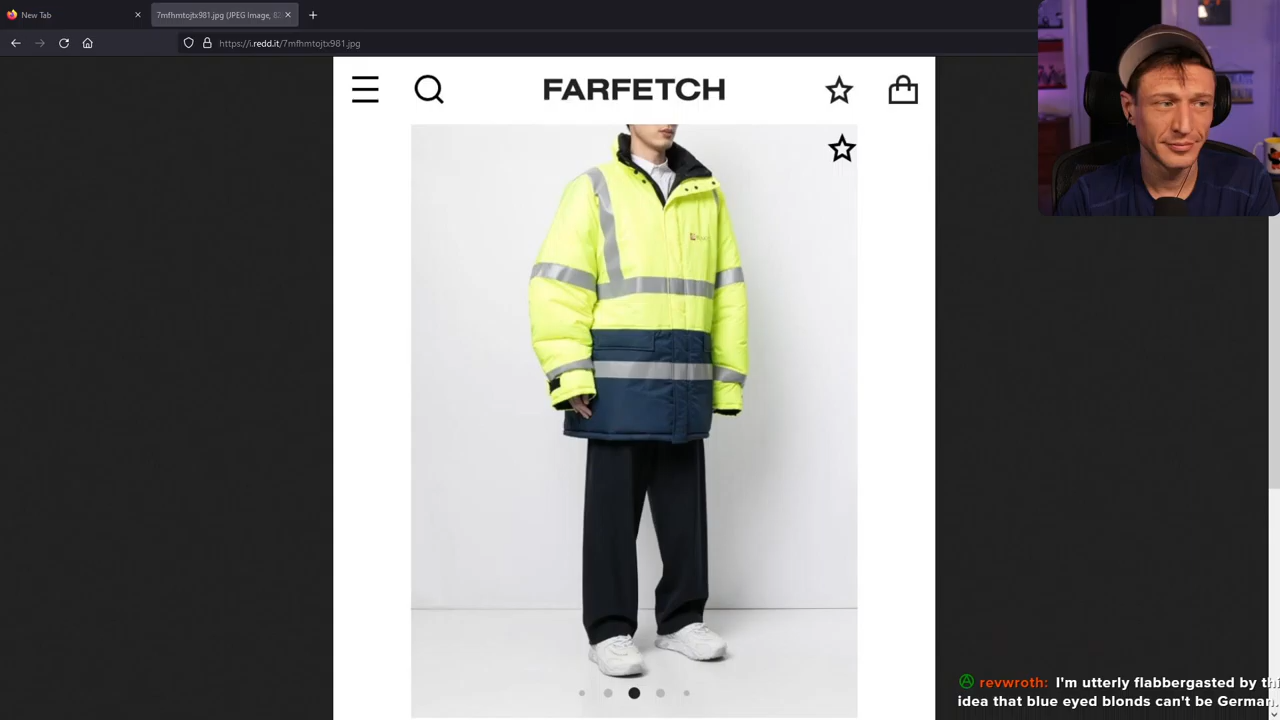 New Tab
7mfhmtojtx981.jpg (JPEG Image, 82
https://i.redd.it/7mfhmtojtx981.jpg
FARFETCH
revwroth: I'm utterly flabbergasted by thi
idea that blue eyed blonds can't be German.